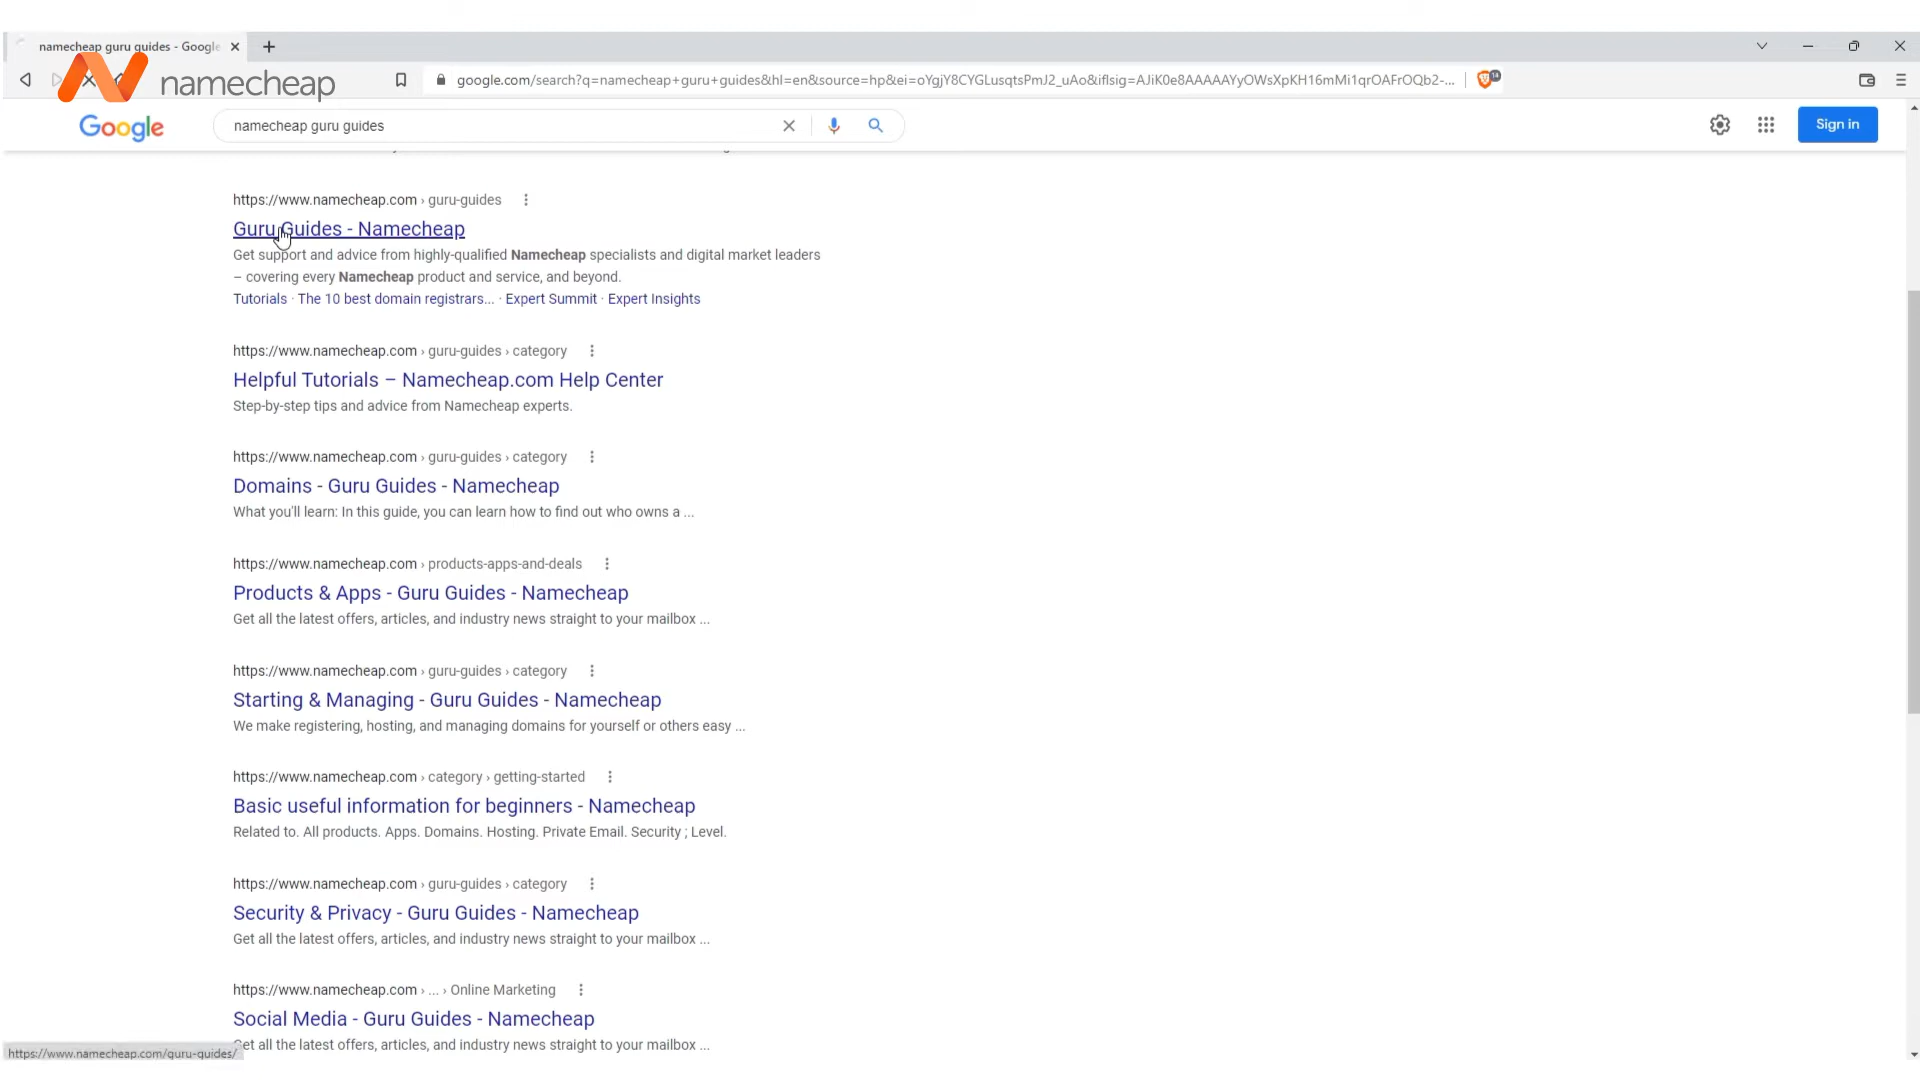 namecheap guru guides - Google
namecheap
google.com/search?q=namecheap+guru+guides&hl=en&source=hp&ei=oYgjY8CYGLusqtsPmJ2_uAo&iflsig=AJiK0e8AAAAAYyOWsXpKH16mMi1qrOAFrOQb2-...
14
Google
namecheap guru guides
Sign in
https://www.namecheap.com › guru-guides
Guru Guides - Namecheap
Get support and advice from highly-qualified Namecheap specialists and digital market leaders
– covering every Namecheap product and service, and beyond.
Tutorials · The 10 best domain registrars... · Expert Summit · Expert Insights
https://www.namecheap.com › guru-guides › category
Helpful Tutorials – Namecheap.com Help Center
Step-by-step tips and advice from Namecheap experts.
https://www.namecheap.com › guru-guides › category
Domains - Guru Guides - Namecheap
What you'll learn: In this guide, you can learn how to find out who owns a ...
https://www.namecheap.com › products-apps-and-deals
Products & Apps - Guru Guides - Namecheap
Get all the latest offers, articles, and industry news straight to your mailbox ...
https://www.namecheap.com › guru-guides › category
Starting & Managing - Guru Guides - Namecheap
We make registering, hosting, and managing domains for yourself or others easy ...
https://www.namecheap.com › category › getting-started
Basic useful information for beginners - Namecheap
Related to. All products. Apps. Domains. Hosting. Private Email. Security ; Level.
https://www.namecheap.com › guru-guides › category
Security & Privacy - Guru Guides - Namecheap
Get all the latest offers, articles, and industry news straight to your mailbox ...
https://www.namecheap.com › ... › Online Marketing
Social Media - Guru Guides - Namecheap
Get all the latest offers, articles, and industry news straight to your mailbox ...
https://www.namecheap.com/guru-guides/